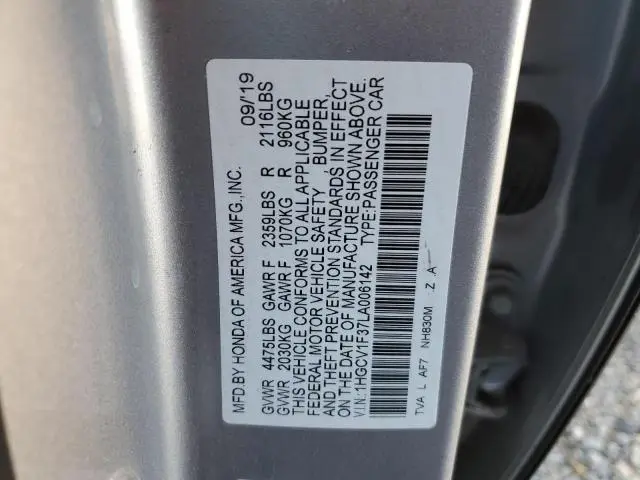 MFD.BY HONDA OF AMERICA MFG.,INC. 09/'19
GVWR 4475LBS GAWR F 2359LBS R 2116LBS
GVWR 2030KG GAWR F 1070KG R 960KG
THIS VEHICLE CONFORMS TO ALL APPLICABLE
FEDERAL MOTOR VEHICLE SAFETY , BUMPER,
AND THEFT PREVENTION STANDARDS IN EFFECT
ON THE DATE OF MANUFACTURE SHOWN ABOVE.
V.I.N.:1HGCV1F37LA006142 TYPE:PASSENGER CAR
TVA L AF7 NH830M Z A